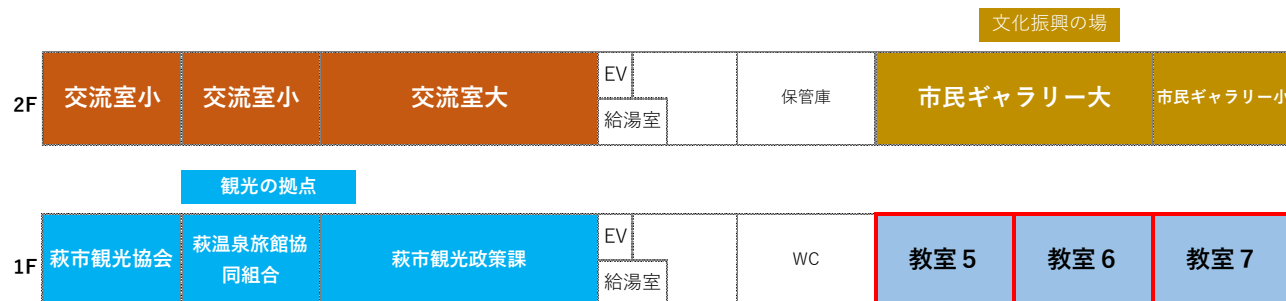 文化振興の場
2F
交流室小
交流室小
交流室大
EV
給湯室
保管庫
市民ギャラリー大
市民ギャラリー小
観光の拠点
1F
萩市観光協会
萩温泉旅館協
同組合
萩市観光政策課
EV
給湯室
WC
教室５
教室６
教室７